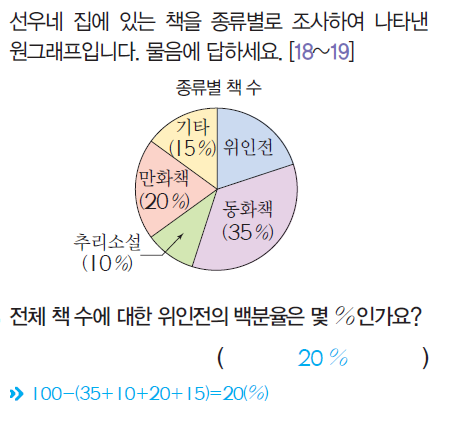 선우네 집에 있는 책을 종류별로 조사하여 나타낸
원그래프입니다. 물음에 답하세요. [18~19]
종류별 책 수
기타
(15%)
위인전
만화책
(20%)
동화책
(35%)
추리소설
(10%)
전체 책 수에 대한 위인전의 백분율은 몇 %인가요?
( 20 % )
» 100-(35+10+20+15)=20(%)